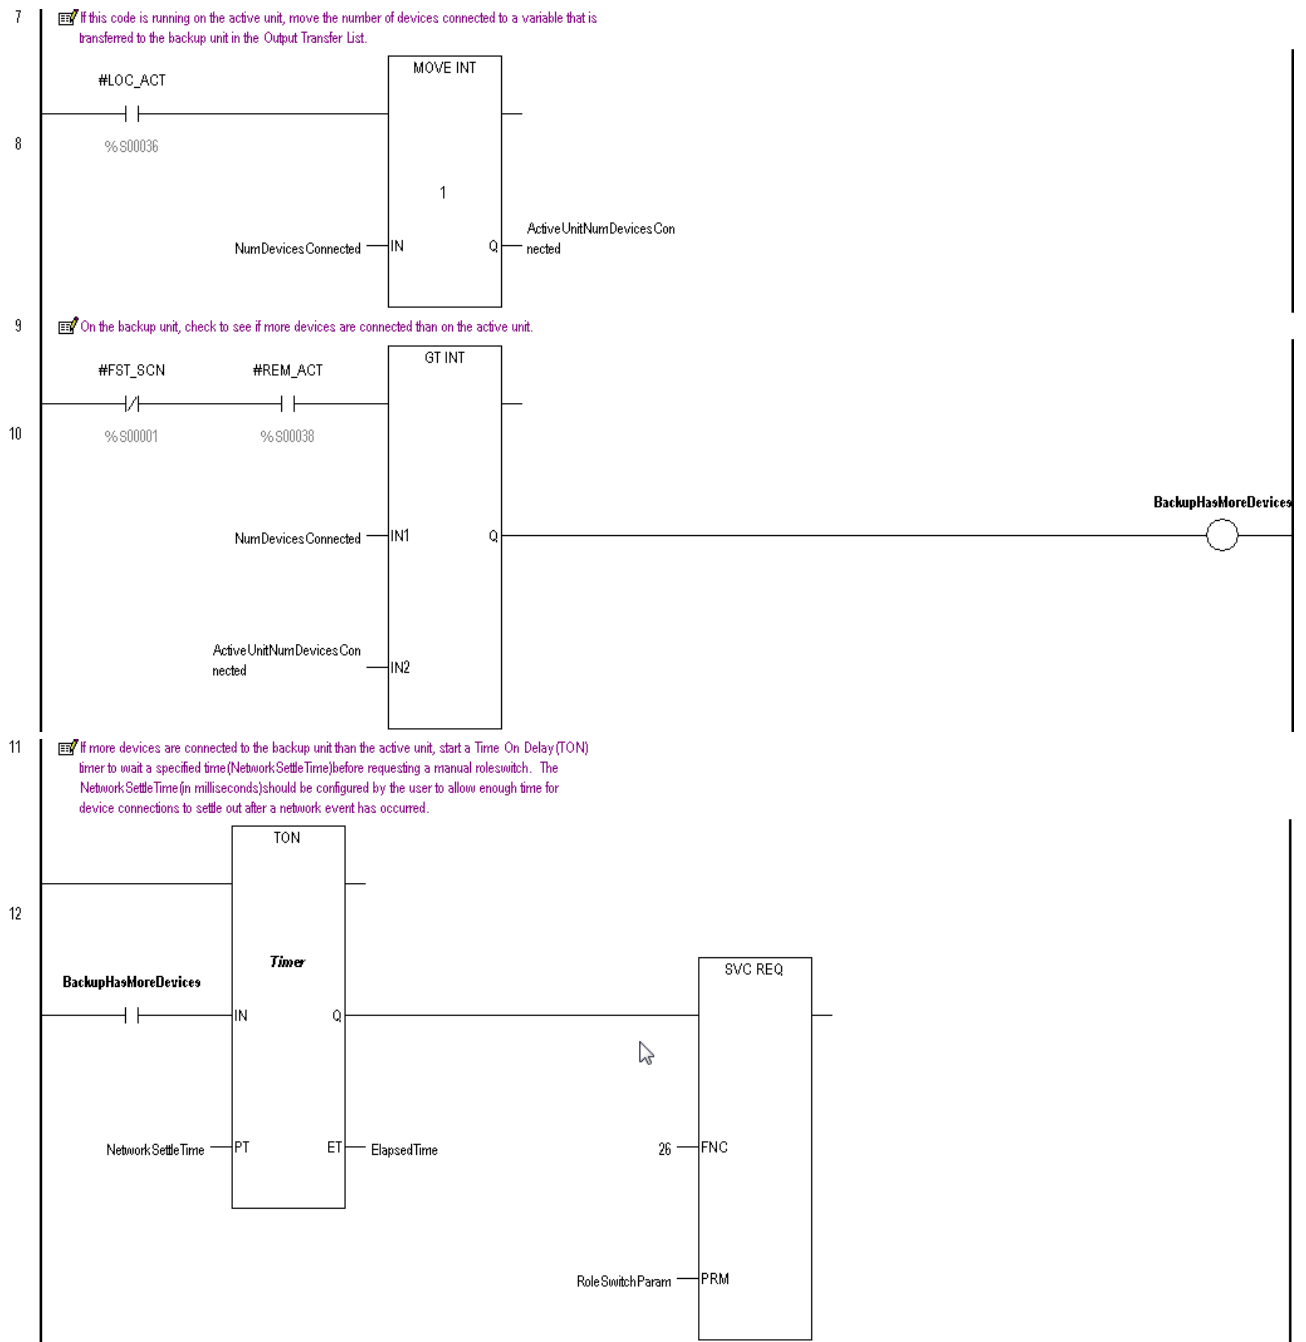 7
If this code is running on the active unit, move the number of devices connected to a variable that is
transferred to the backup unit in the Output Transfer List.
MOVE INT
#LOC_ACT
8
%S00036
1
ActiveUnitNumDevicesCon
NumDevicesConnected
IN
Q
nected
9
On the backup unit, check to see if more devices are connected than on the active unit.
GT INT
#FST_SCN
#REM_ACT
10
%S00001
%S00038
BackupHasMoreDevices
NumDevicesConnected
IN1
Q
ActiveUnitNumDevicesCon
nected
IN2
11
If more devices are connected to the backup unit than the active unit, start a Time On Delay(TON)
timer to wait a specified time(NetworkSettleTime)before requesting a manual roleswitch. The
NetworkSettleTime(in milliseconds)should be configured by the user to allow enough time for
device connections to settle out after a network event has occurred.
TON
12
Timer
SVC REQ
BackupHasMoreDevices
IN
Q
NetworkSettleTime
PT
ET
ElapsedTime
26
FNC
RoleSwitchParam
PRM